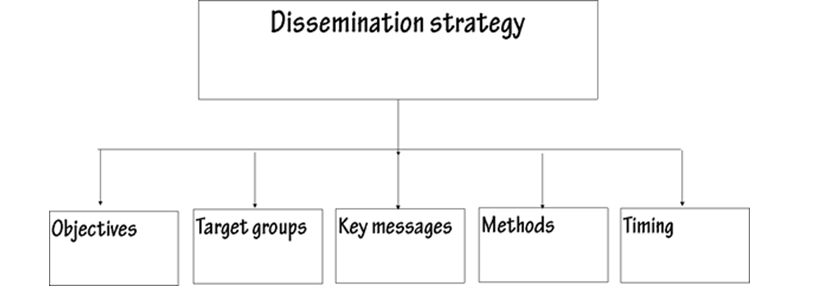 Dissemination strategy
Objectives
Target groups
Key messages
Methods
Timing